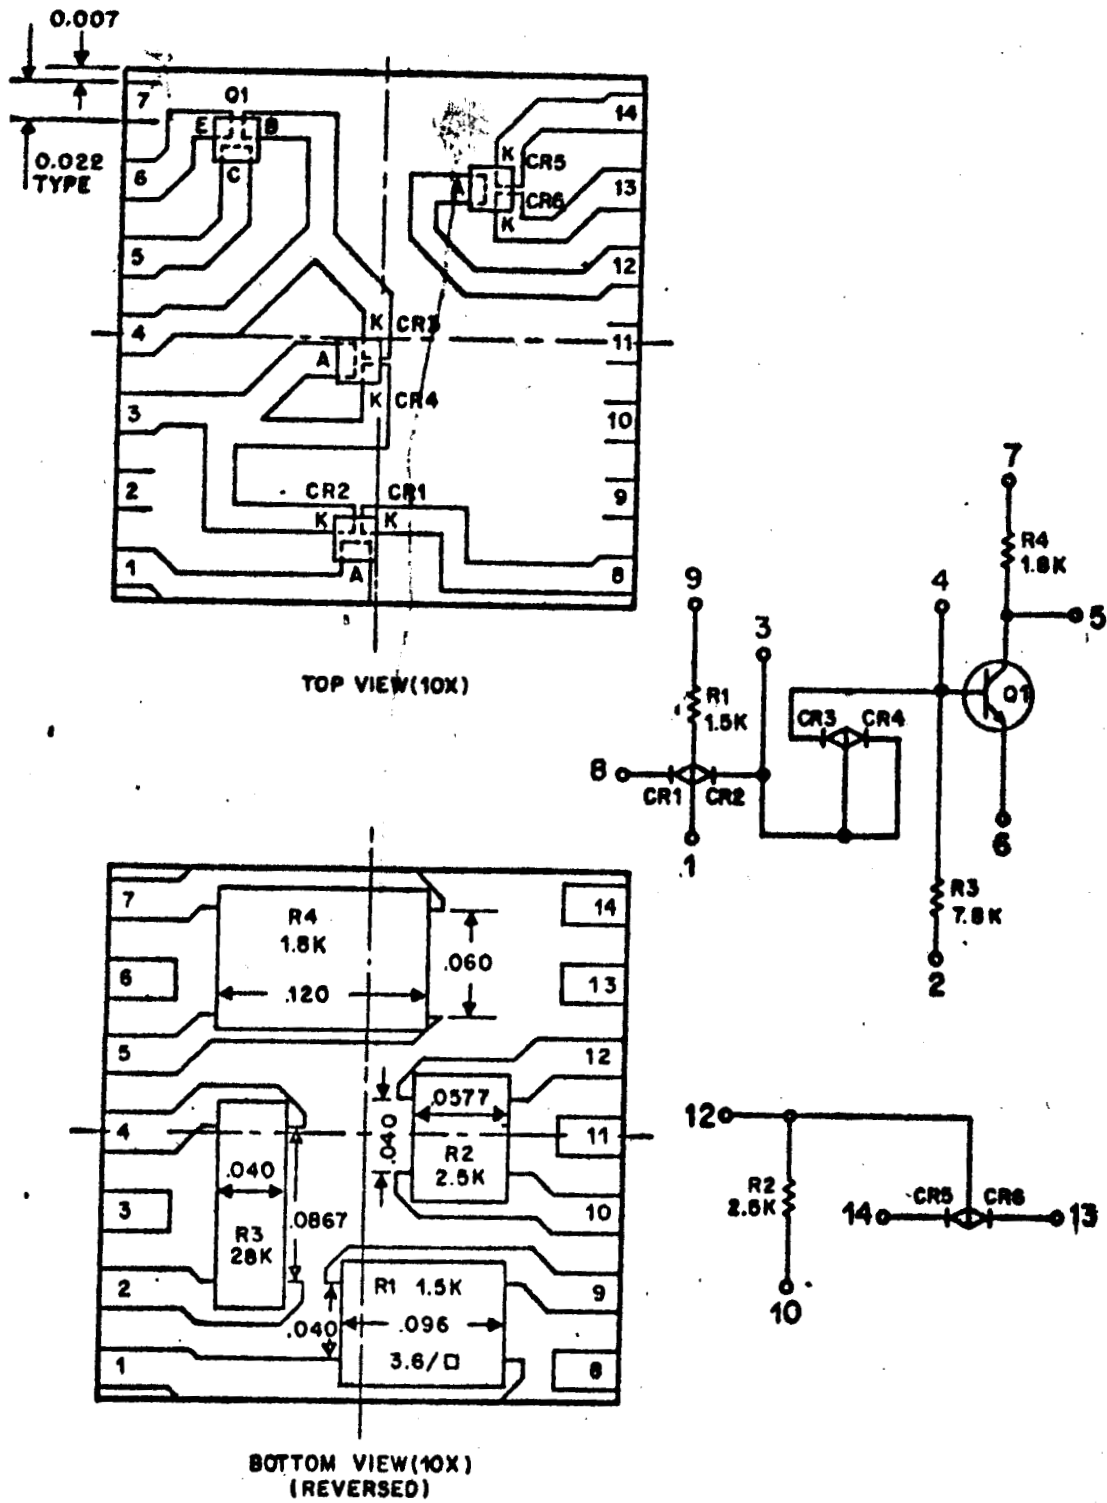 0.007
7
Q1
E
B
C
0.022
TYPE
6
5
4
3
2
1
14
K
CR5
A
CR6
K
13
12
11
10
9
8
K
CR3
A
K
CR4
CR2
CR1
K
K
A
TOP VIEW (10X)
7
R4
1.8K
5
4
Q1
6
9
3
R1
1.5K
CR3
CR4
8
CR1
CR2
1
R3
7.8K
2
7
R4
1.8K
.120
.060
14
6
13
5
12
4
.0577
.040
R2
2.5K
11
.040
3
R3
28K
.0867
10
2
R1 1.5K
.096
3.6/□
.040
9
1
8
BOTTOM VIEW (10X)
(REVERSED)
12
R2
2.5K
CR5
CR6
14
13
10